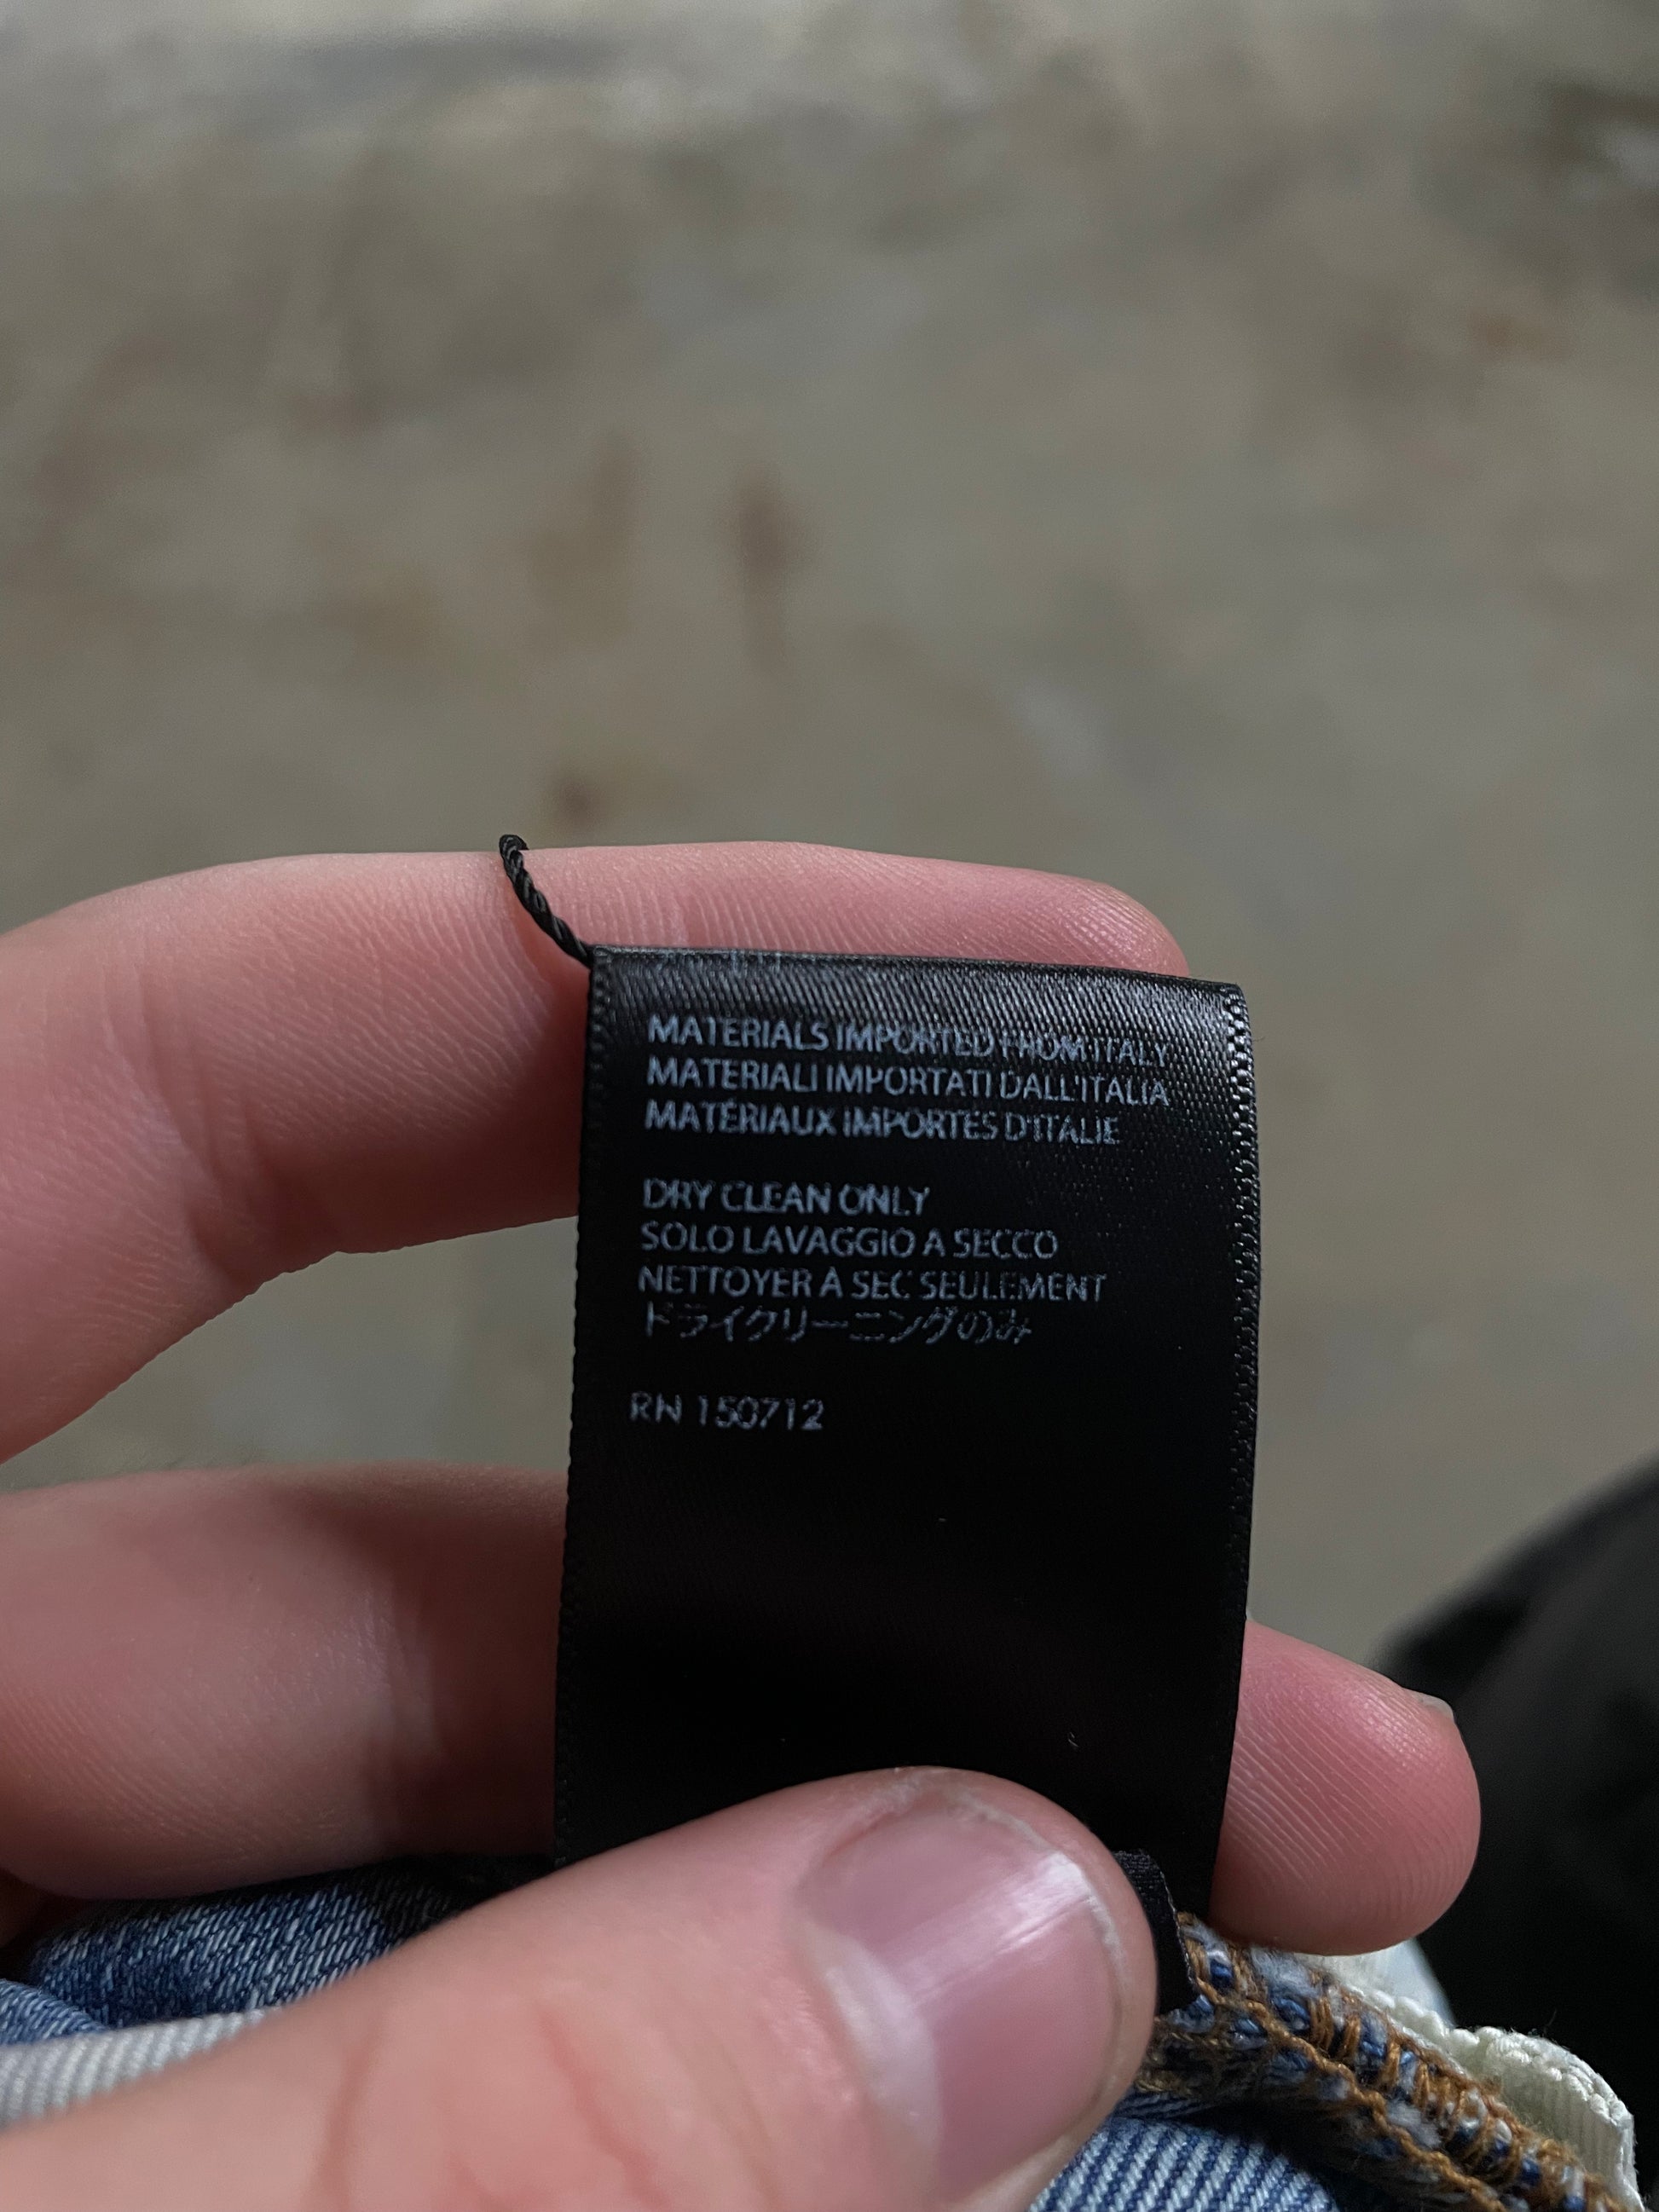 MATERIALS IMPORTED FROM ITALY
MATERIALI IMPORTATI DALL'ITALIA
MATÉRIAUX IMPORTÉS D'ITALIE
DRY CLEAN ONLY
SOLO LAVAGGIO A SECCO
NETTOYER À SEC SEULEMENT
ドライクリーニングのみ
RN 150712